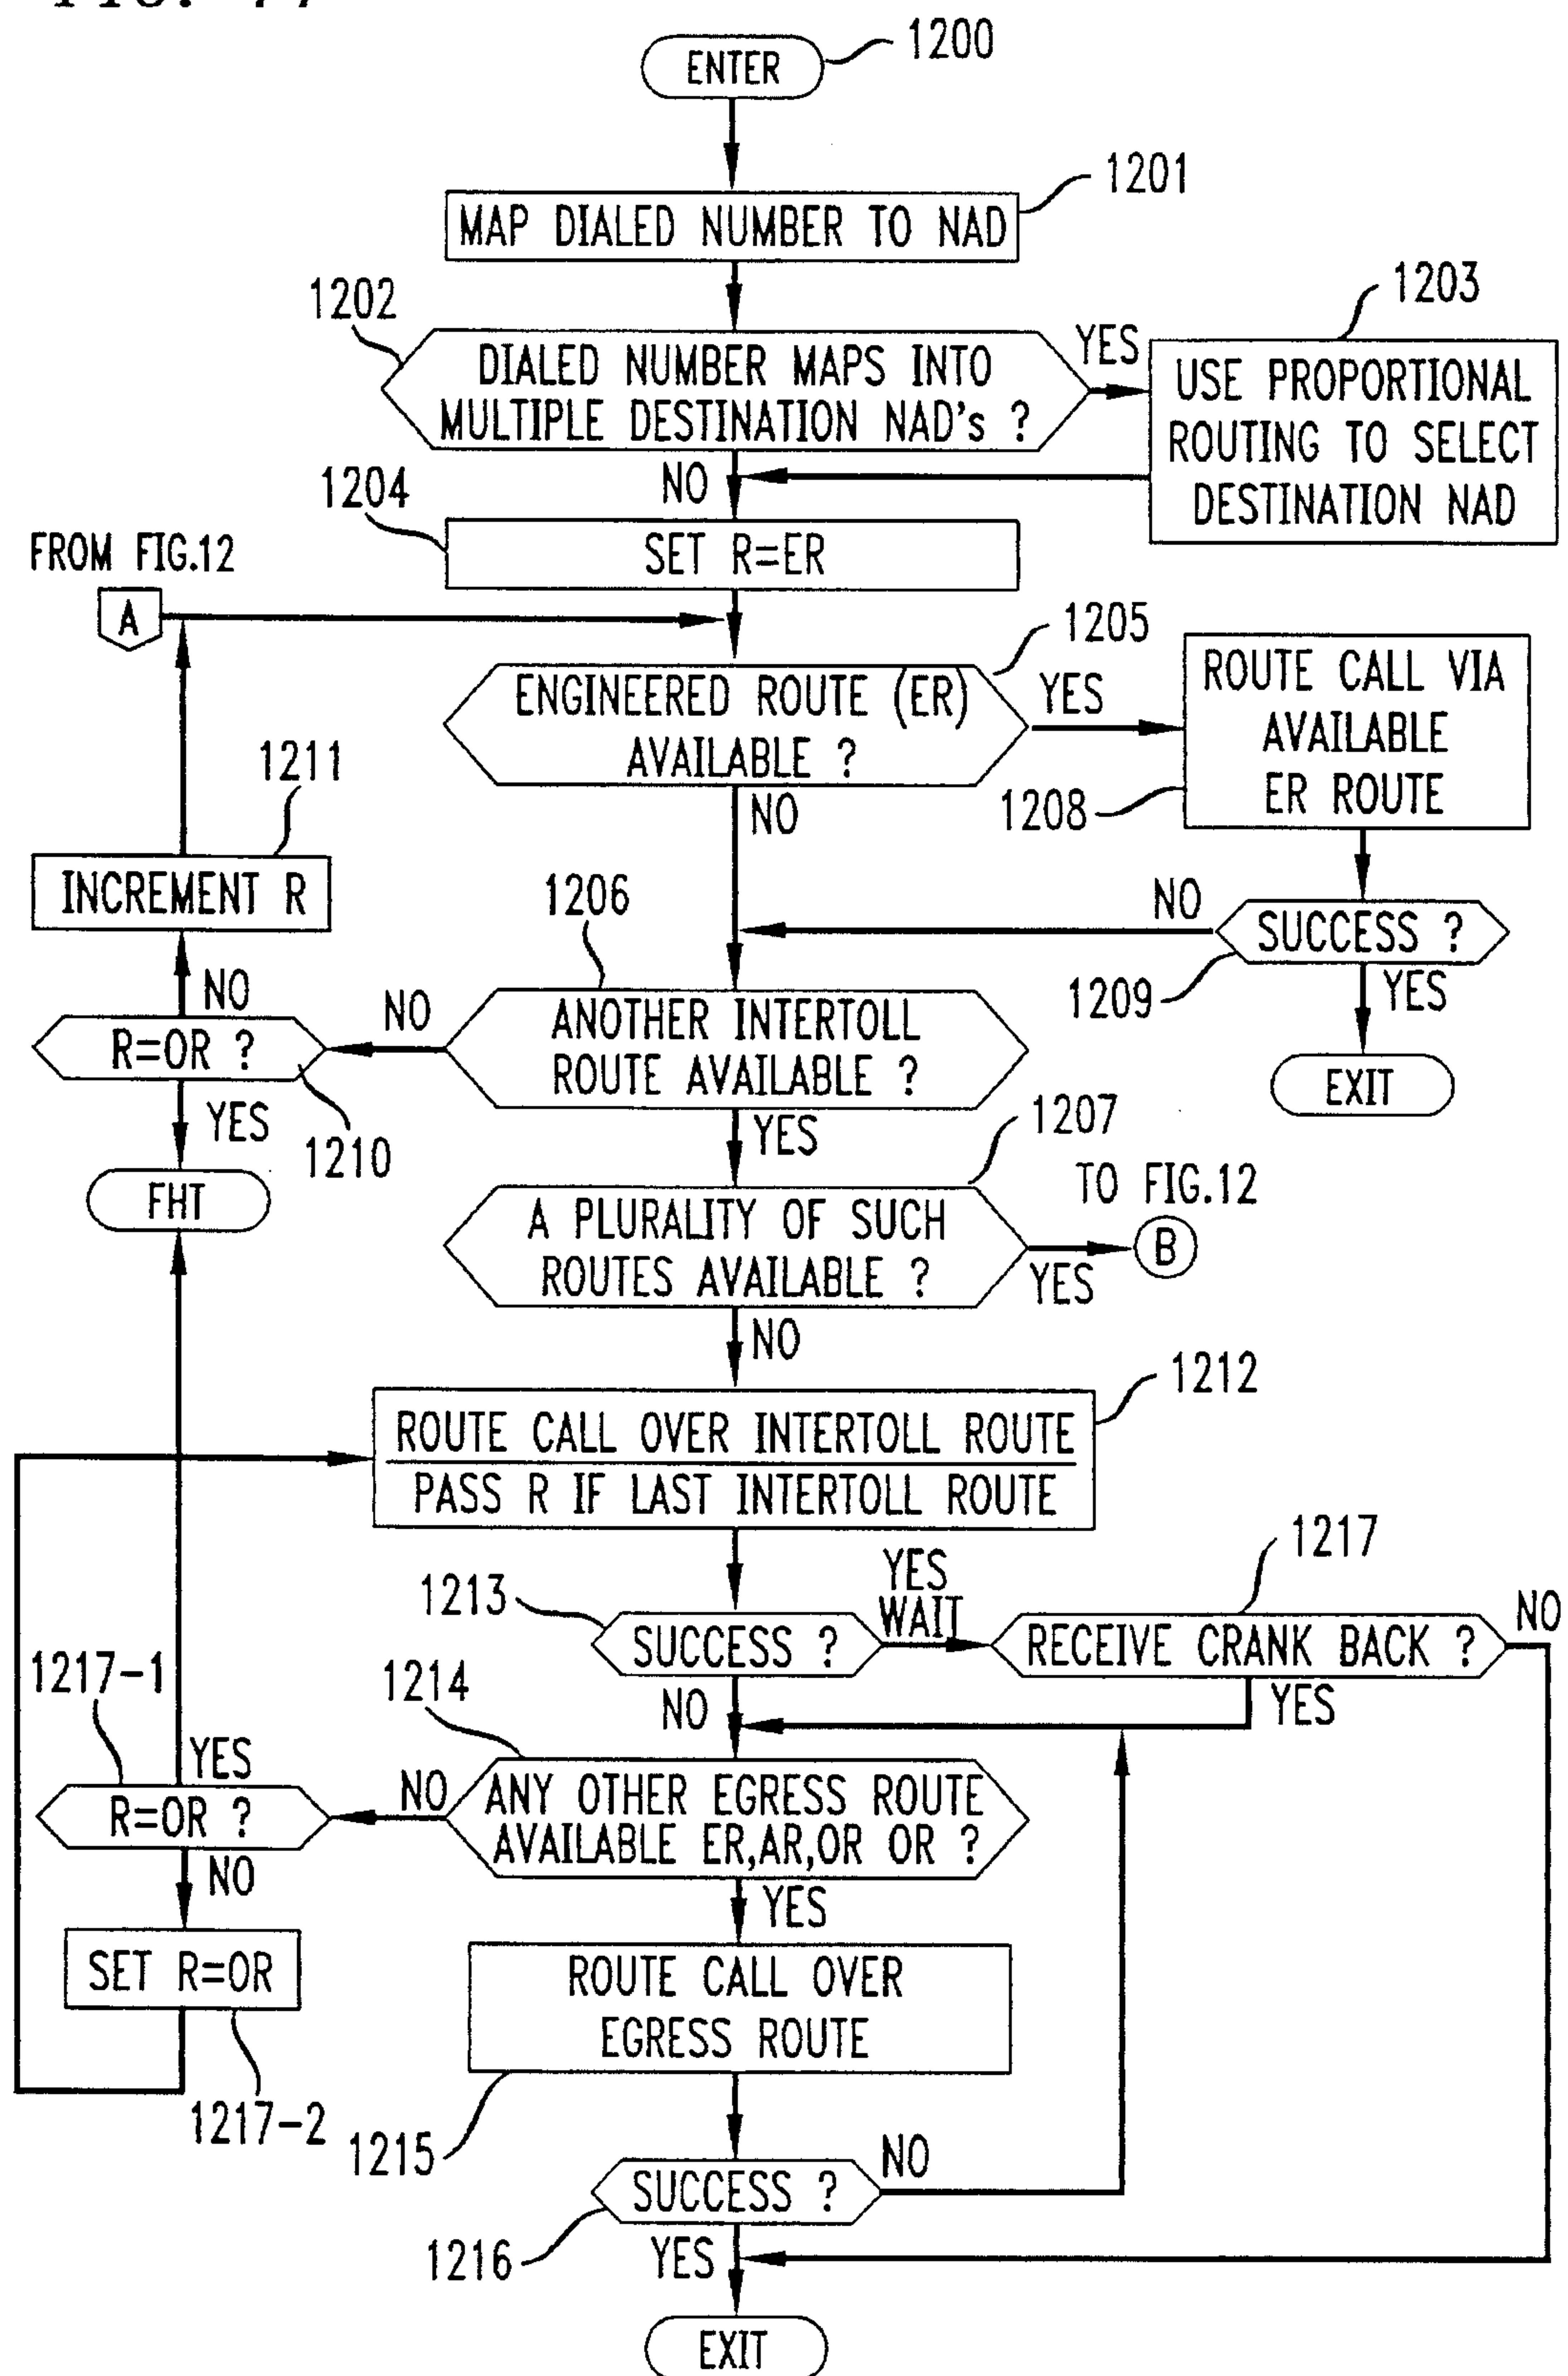 ENTER
1200
MAP DIALED NUMBER TO NAD
1201
1202
DIALED NUMBER MAPS INTO
MULTIPLE DESTINATION NAD's ?
YES
1203
USE PROPORTIONAL
ROUTING TO SELECT
DESTINATION NAD
NO
1204
SET R=ER
FROM FIG.12
A
1205
ENGINEERED ROUTE (ER)
AVAILABLE ?
YES
ROUTE CALL VIA
AVAILABLE
ER ROUTE
1208
NO
1211
INCREMENT R
1206
NO
SUCCESS ?
1209
YES
EXIT
NO
R=OR ?
1210
YES
FHT
NO
ANOTHER INTERTOLL
ROUTE AVAILABLE ?
YES
1207
TO FIG.12
A PLURALITY OF SUCH
ROUTES AVAILABLE ?
YES
B
NO
1212
ROUTE CALL OVER INTERTOLL ROUTE
PASS R IF LAST INTERTOLL ROUTE
1213
SUCCESS ?
YES
WAIT
1217
RECEIVE CRANK BACK ?
NO
YES
NO
1217-1
1214
YES
R=OR ?
NO
ANY OTHER EGRESS ROUTE
AVAILABLE ER,AR,OR OR ?
NO
YES
SET R=OR
1217-2
ROUTE CALL OVER
EGRESS ROUTE
1215
SUCCESS ?
NO
1216
YES
EXIT